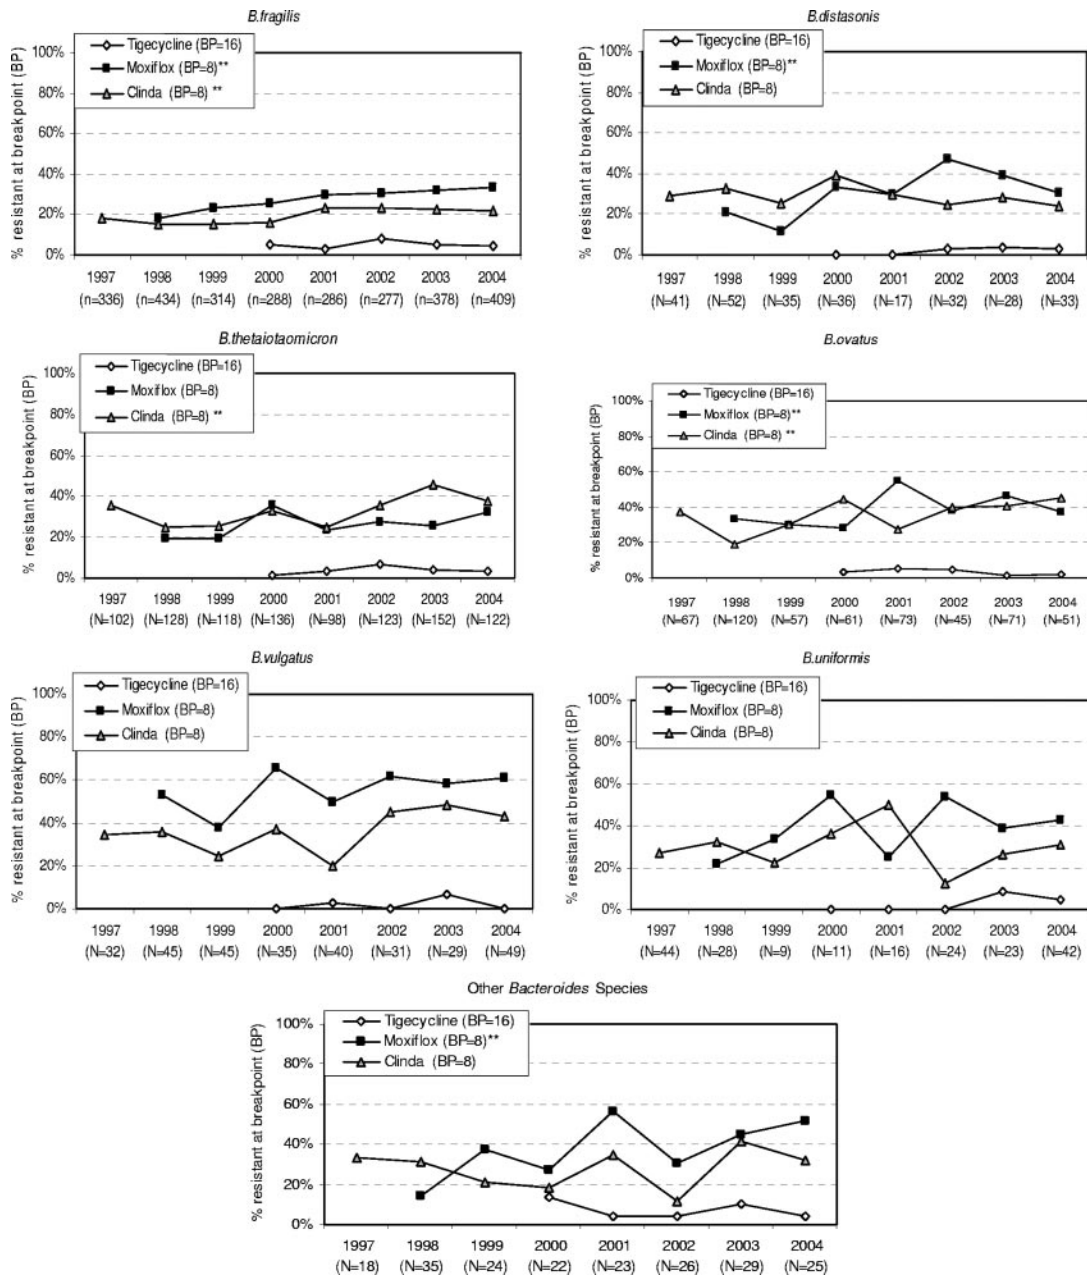 B.fragilis
Tigecycline (BP=16)
Moxiflox (BP=8)**
Clinda (BP=8) **
% resistant at breakpoint (BP)
100%
80%
60%
40%
20%
0%
1997 1998 1999 2000 2001 2002 2003 2004
(n=336) (n=434) (n=314) (n=288) (n=286) (n=277) (n=378) (n=409)
B.distasonis
Tigecycline (BP=16)
Moxiflox (BP=8)**
Clinda (BP=8)
% resistant at breakpoint (BP)
100%
80%
60%
40%
20%
0%
1997 1998 1999 2000 2001 2002 2003 2004
(N=41) (N=52) (N=35) (N=36) (N=17) (N=32) (N=28) (N=33)
B.thetaiotaomicron
Tigecycline (BP=16)
Moxiflox (BP=8)
Clinda (BP=8) **
% resistant at breakpoint (BP)
100%
80%
60%
40%
20%
0%
1997 1998 1999 2000 2001 2002 2003 2004
(N=102) (N=128) (N=118) (N=136) (N=98) (N=123) (N=152) (N=122)
B.ovatus
Tigecycline (BP=16)
Moxiflox (BP=8)**
Clinda (BP=8) **
% resistant at breakpoint (BP)
100%
80%
60%
40%
20%
0%
1997 1998 1999 2000 2001 2002 2003 2004
(N=67) (N=120) (N=57) (N=61) (N=73) (N=45) (N=71) (N=51)
B.vulgatus
Tigecycline (BP=16)
Moxiflox (BP=8)
Clinda (BP=8)
% resistant at breakpoint (BP)
100%
80%
60%
40%
20%
0%
1997 1998 1999 2000 2001 2002 2003 2004
(N=32) (N=45) (N=45) (N=35) (N=40) (N=31) (N=29) (N=49)
B.uniformis
Tigecycline (BP=16)
Moxiflox (BP=8)
Clinda (BP=8)
% resistant at breakpoint (BP)
100%
80%
60%
40%
20%
0%
1997 1998 1999 2000 2001 2002 2003 2004
(N=44) (N=28) (N=9) (N=11) (N=16) (N=24) (N=23) (N=42)
Other Bacteroides Species
Tigecycline (BP=16)
Moxiflox (BP=8)**
Clinda (BP=8)
% resistant at breakpoint (BP)
100%
80%
60%
40%
20%
0%
1997 1998 1999 2000 2001 2002 2003 2004
(N=18) (N=35) (N=24) (N=22) (N=23) (N=26) (N=29) (N=25)